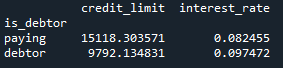 credit_limit interest_rate
is_debtor
paying 15118.303571 0.082455
debtor 9792.134831 0.097472